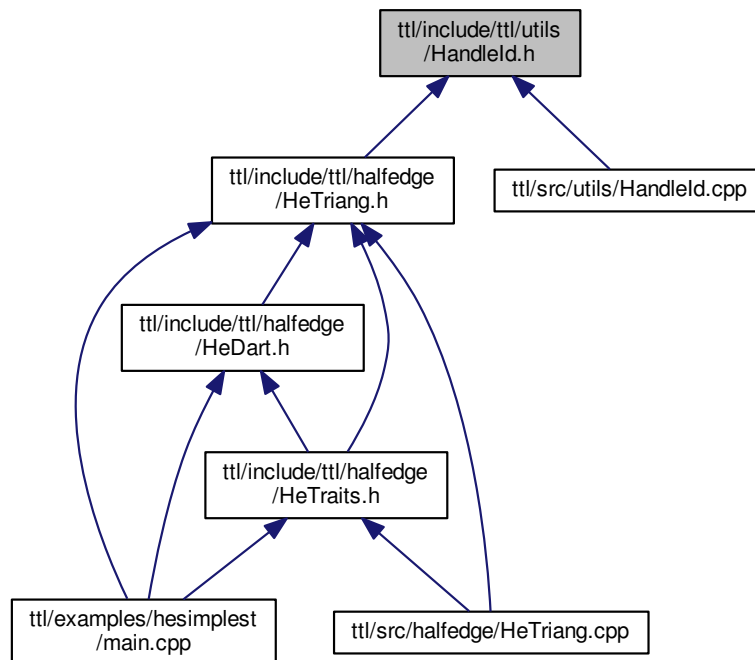 ttl/include/ttl/utils
/HandleId.h
ttl/include/ttl/halfedge
/HeTriang.h
ttl/src/utils/HandleId.cpp
ttl/include/ttl/halfedge
/HeDart.h
ttl/include/ttl/halfedge
/HeTraits.h
ttl/examples/hesimplest
/main.cpp
ttl/src/halfedge/HeTriang.cpp